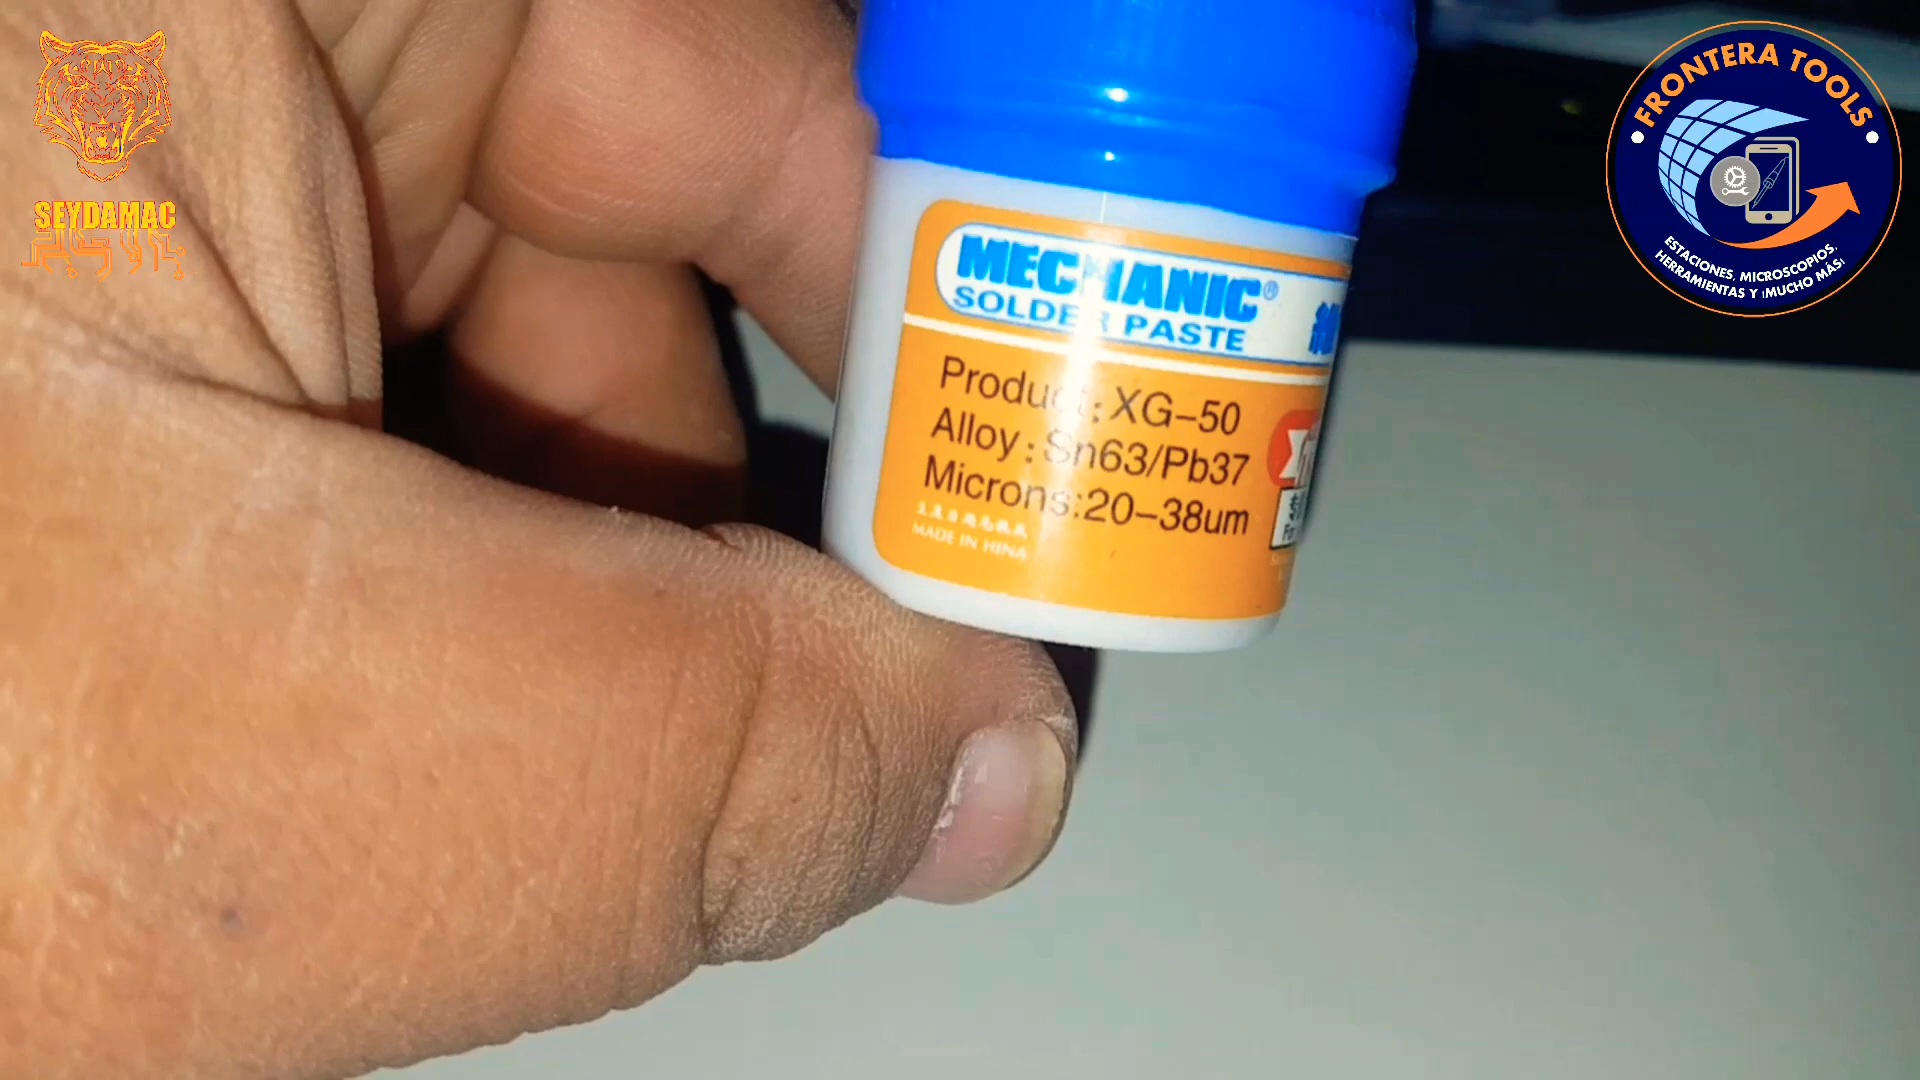 SEYDAMAC
FRONTERA TOOLS
ESTACIONES, MICROSCOPIOS,
HERRAMIENTAS Y ¡MUCHO MÁS!
MECHANIC®
SOLDER PASTE
Product: XG-50
Alloy: Sn63/Pb37
Microns:20-38um
MADE IN HINA